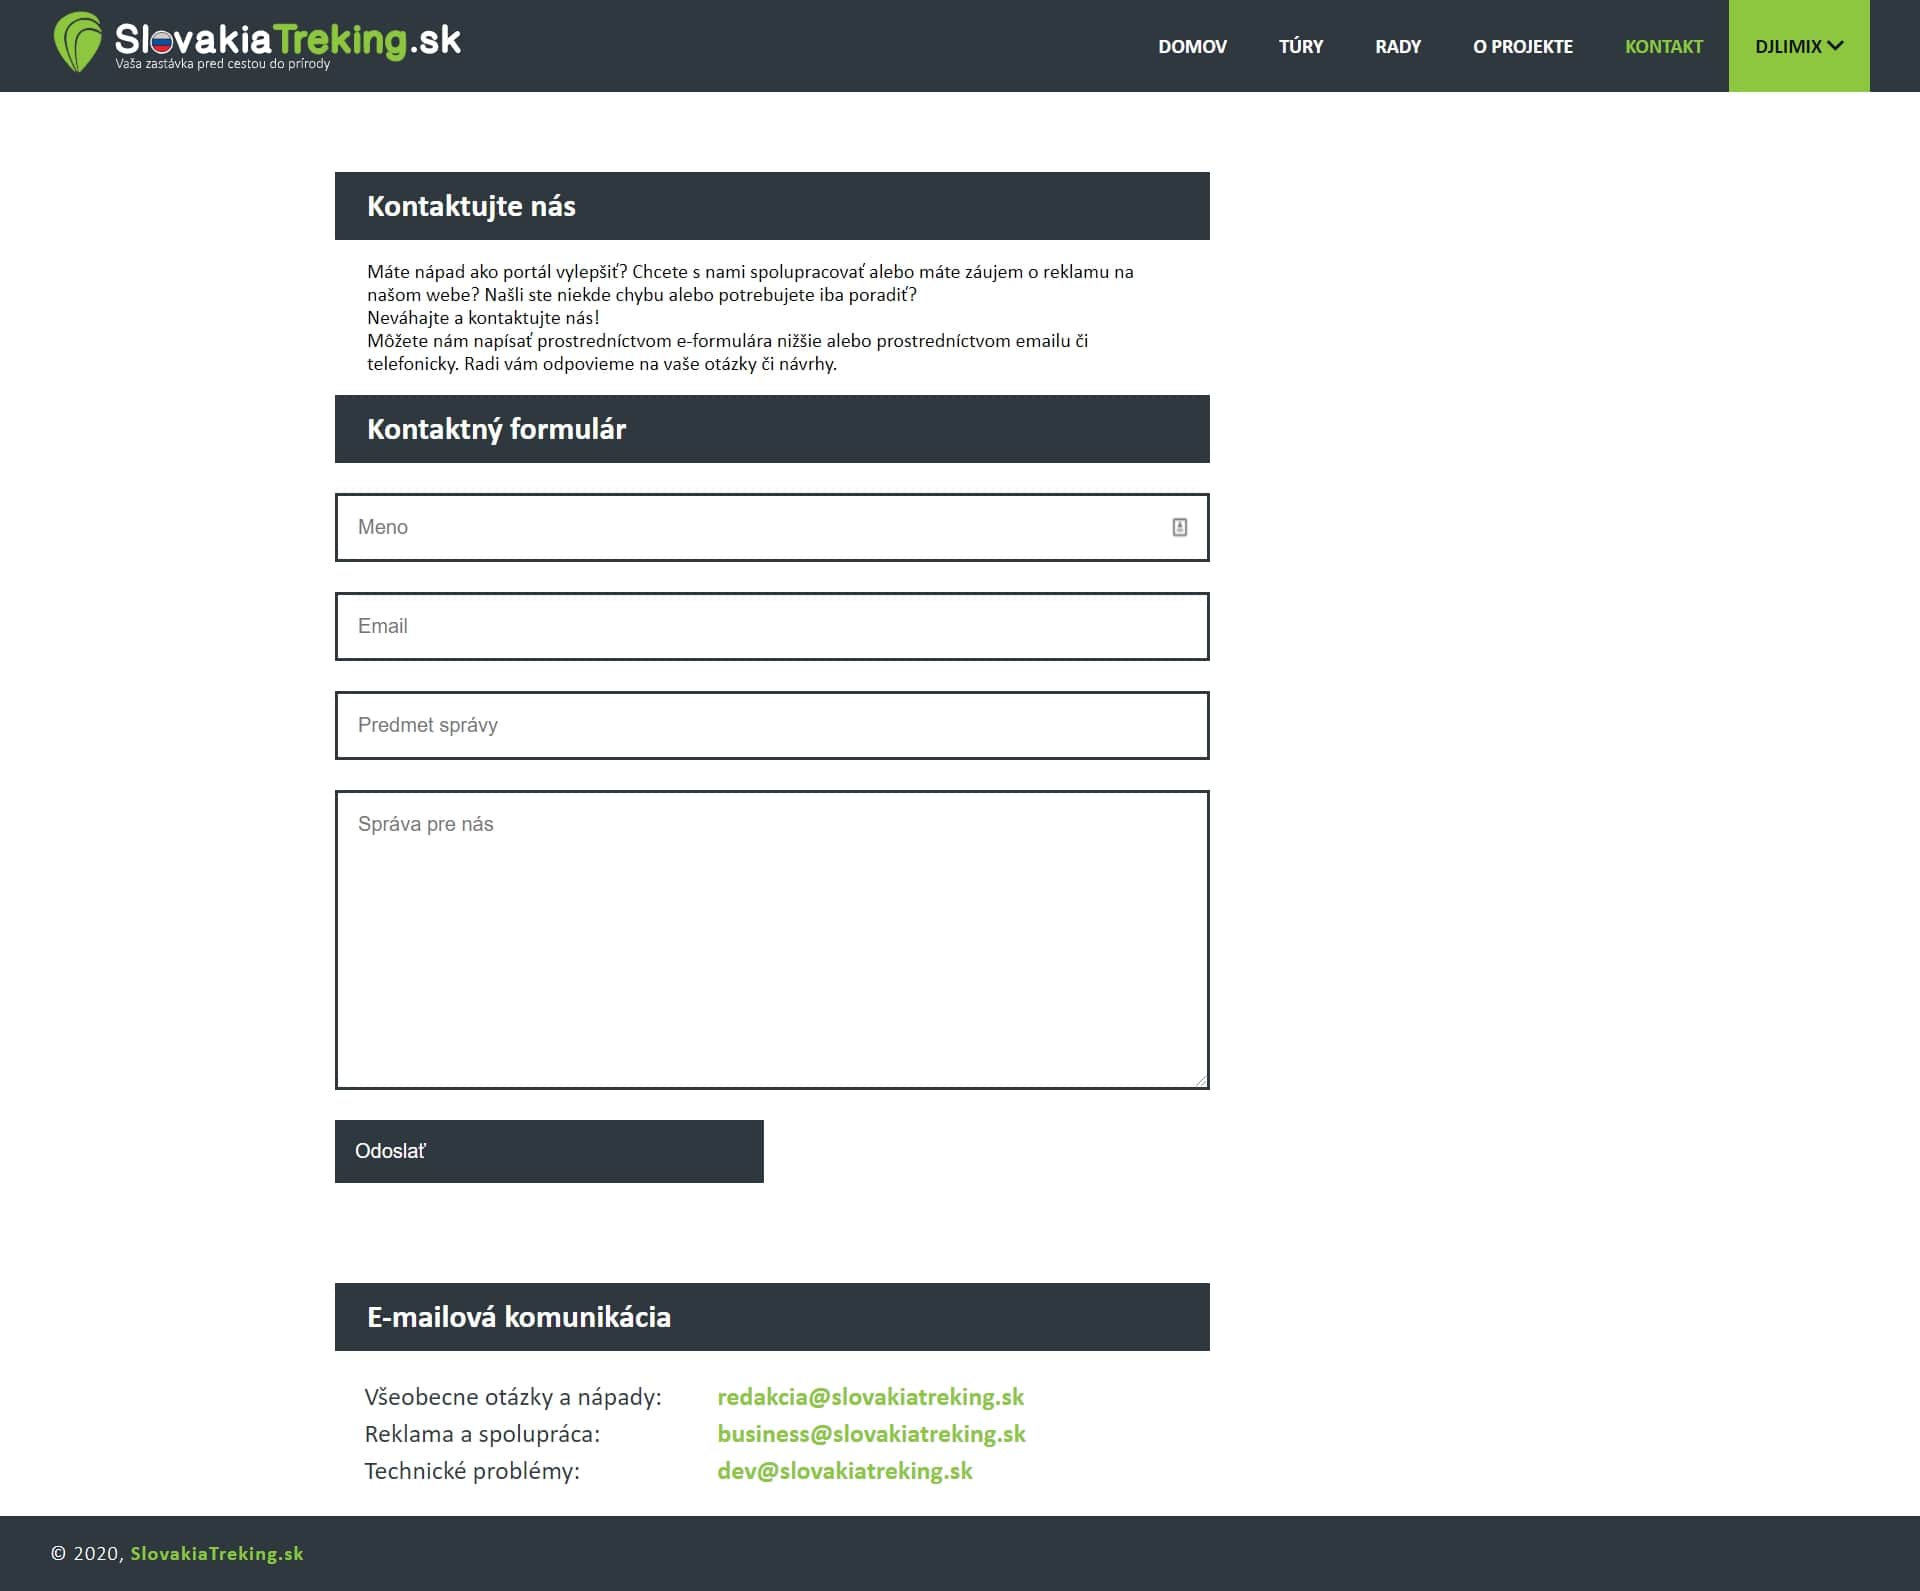 SlovakiaTreking.sk
Vaša zastávka pred cestou do prírody
DOMOV TÚRY RADY O PROJEKTE KONTAKT DJLIMIX
Kontaktujte nás
Máte nápad ako portál vylepšiť? Chcete s nami spolupracovať alebo máte záujem o reklamu na
našom webe? Našli ste niekde chybu alebo potrebujete iba poradiť?
Neváhajte a kontaktujte nás!
Môžete nám napísať prostredníctvom e-formulára nižšie alebo prostredníctvom emailu či
telefonicky. Radi vám odpovieme na vaše otázky či návrhy.
Kontaktný formulár
Meno
Email
Predmet správy
Správa pre nás
Odoslať
E-mailová komunikácia
Všeobecne otázky a nápady: redakcia@slovakiatreking.sk
Reklama a spolupráca: business@slovakiatreking.sk
Technické problémy: dev@slovakiatreking.sk
© 2020, SlovakiaTreking.sk